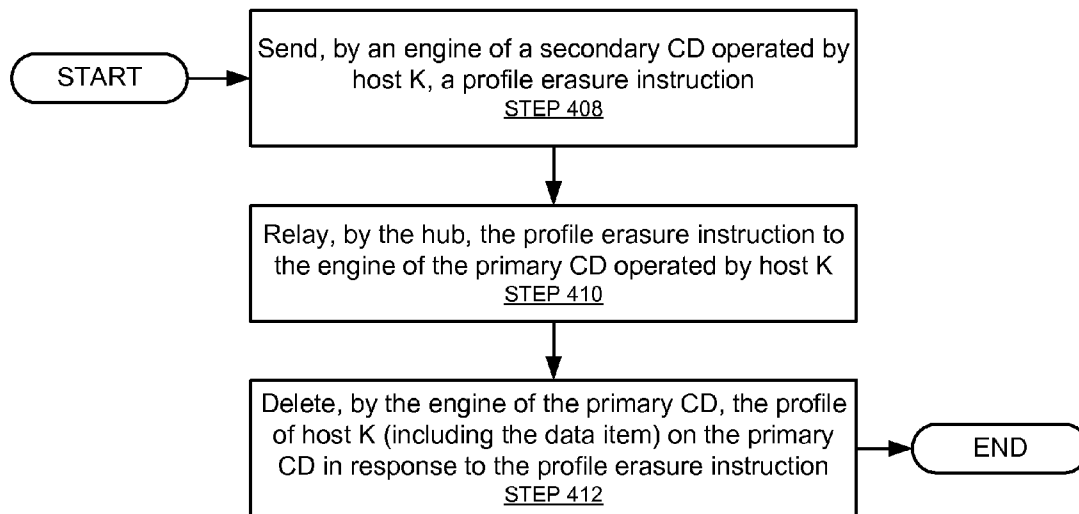 START
Send, by an engine of a secondary CD operated by
host K, a profile erasure instruction
STEP 408
Relay, by the hub, the profile erasure instruction to
the engine of the primary CD operated by host K
STEP 410
Delete, by the engine of the primary CD, the profile
of host K (including the data item) on the primary
CD in response to the profile erasure instruction
STEP 412
END